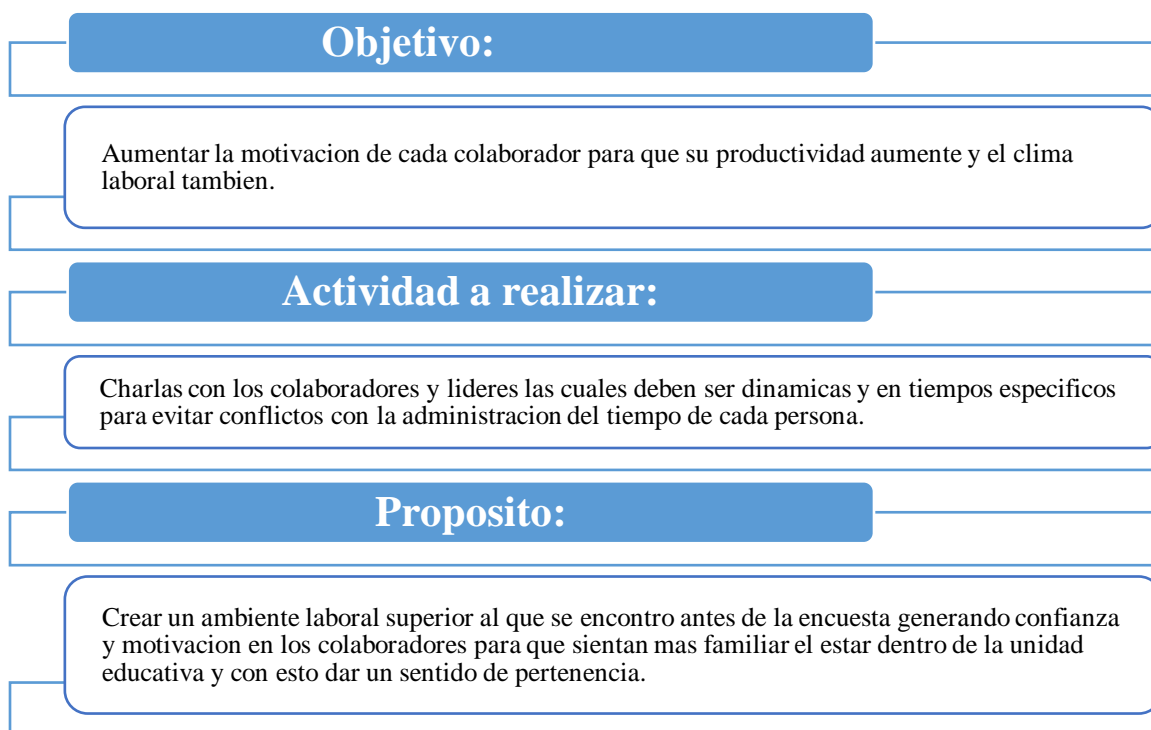 Objetivo:
Aumentar la motivacion de cada colaborador para que su productividad aumente y el clima
laboral tambien.
Actividad a realizar:
Charlas con los colaboradores y lideres las cuales deben ser dinamicas y en tiempos especificos
para evitar conflictos con la administracion del tiempo de cada persona.
Proposito:
Crear un ambiente laboral superior al que se encontro antes de la encuesta generando confianza
y motivacion en los colaboradores para que sientan mas familiar el estar dentro de la unidad
educativa y con esto dar un sentido de pertenencia.